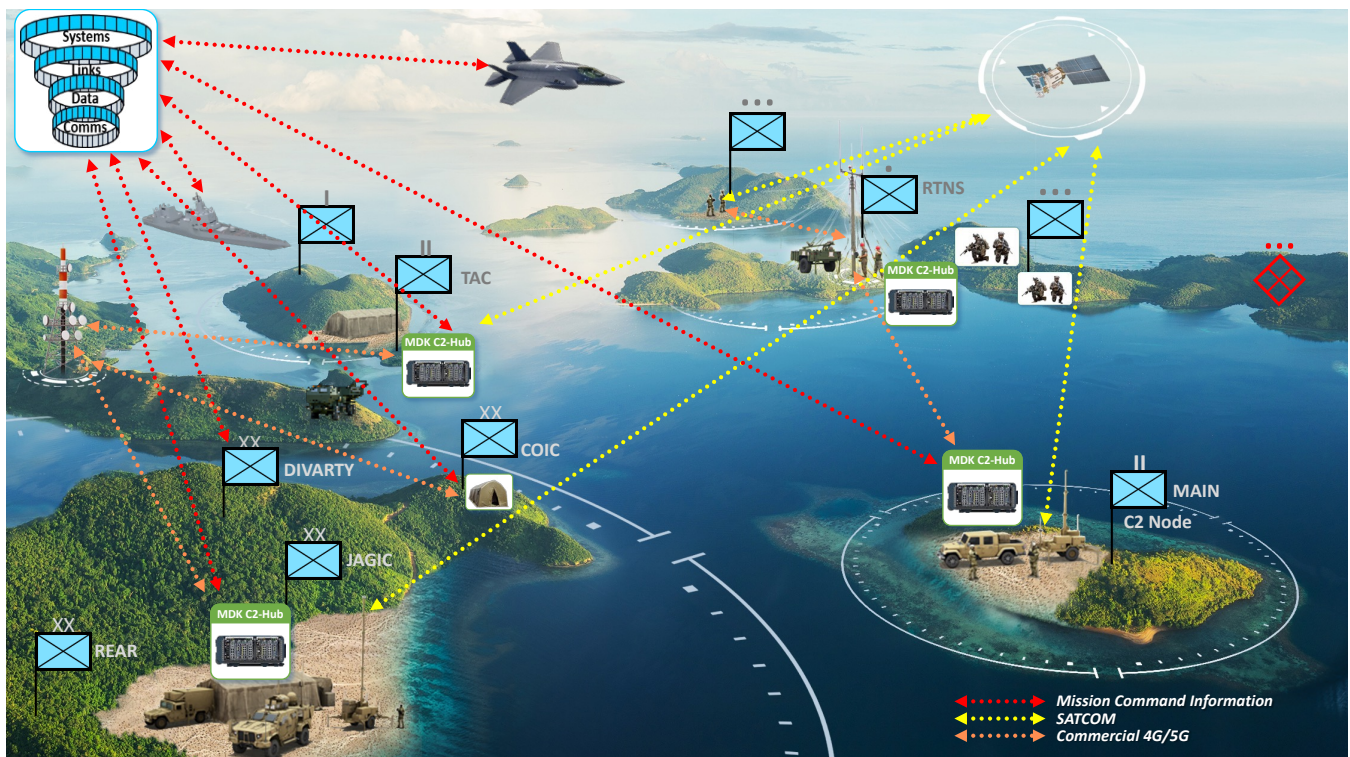 Systems
Links
Data
Comms
RTNS
I
II
TAC
MDK C2-Hub
MDK C2-Hub
XX
COIC
XX
DIVARTY
MDK C2-Hub
II
MAIN
C2 Node
XX
JAGIC
MDK C2-Hub
XX
REAR
Mission Command Information
SATCOM
Commercial 4G/5G